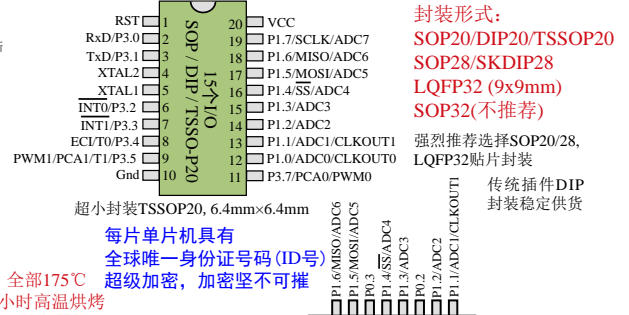 RST 1
RxD/P3.0 2
TxD/P3.1 3
XTAL2 4
XTAL1 5
INT0/P3.2 6
INT1/P3.3 7
ECI/T0/P3.4 8
PWM1/PCA1/T1/P3.5 9
Gnd 10
SOP / DIP / TSSO-P20
15个I/O
20 VCC
19 P1.7/SCLK/ADC7
18 P1.6/MISO/ADC6
17 P1.5/MOSI/ADC5
16 P1.4/SS/ADC4
15 P1.3/ADC3
14 P1.2/ADC2
13 P1.1/ADC1/CLKOUT1
12 P1.0/ADC0/CLKOUT0
11 P3.7/PCA0/PWM0
超小封装TSSOP20, 6.4mm×6.4mm
每片单片机具有
全球唯一身份证号码(ID号)
超级加密，加密坚不可摧
全部175℃
小时高温烘烤
封装形式：
SOP20/DIP20/TSSOP20
SOP28/SKDIP28
LQFP32 (9x9mm)
SOP32(不推荐)
强烈推荐选择SOP20/28,
LQFP32贴片封装
传统插件DIP
封装稳定供货
P1.6/MISO/ADC6
P1.5/MOSI/ADC5
P0.3
P1.4/SS/ADC4
P1.3/ADC3
P0.2
P1.2/ADC2
P1.1/ADC1/CLKOUT1